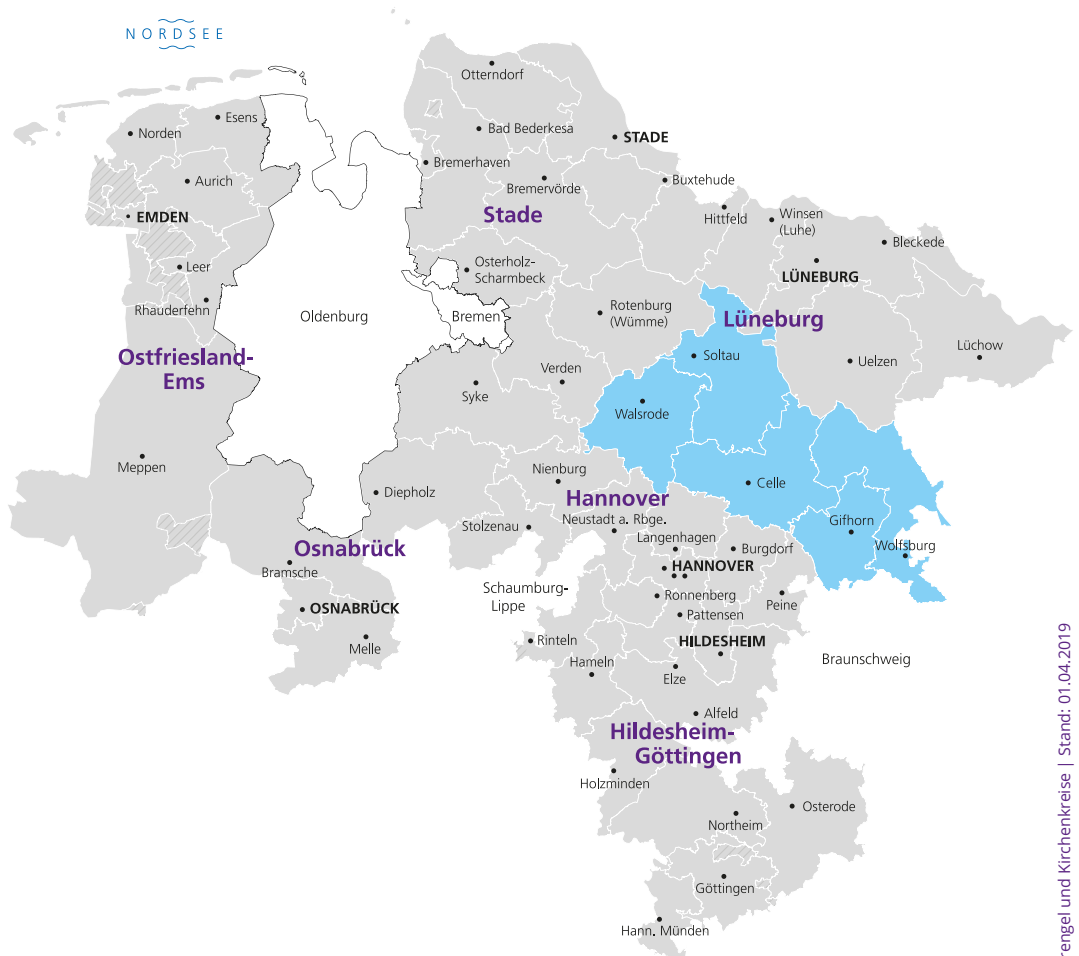 NORDSEE
Otterndorf
Esens
Norden
Bad Bederkesa
STADE
Bremerhaven
Aurich
Bremervörde
Buxtehude
EMDEN
Stade
Hittfeld
Winsen
(Luhe)
Bleckede
Leer
Osterholz-
Scharmbeck
LÜNEBURG
Rhauderfehn
Oldenburg
Bremen
Rotenburg
(Wümme)
Lüneburg
Ostfriesland-
Ems
Soltau
Uelzen
Lüchow
Verden
Syke
Walsrode
Meppen
Nienburg
Celle
Diepholz
Hannover
Stolzenau
Neustadt a. Rbge.
Gifhorn
Langenhagen
Burgdorf
Wolfsburg
Osnabrück
Bramsche
HANNOVER
Schaumburg-
Lippe
Ronnenberg
Peine
OSNABRÜCK
Pattensen
Rinteln
HILDESHEIM
Melle
Hameln
Elze
Braunschweig
Alfeld
Hildesheim-
Göttingen
Holzminden
Osterode
Northeim
Göttingen
Hann. Münden
rengel und Kirchenkreise | Stand: 01.04.2019